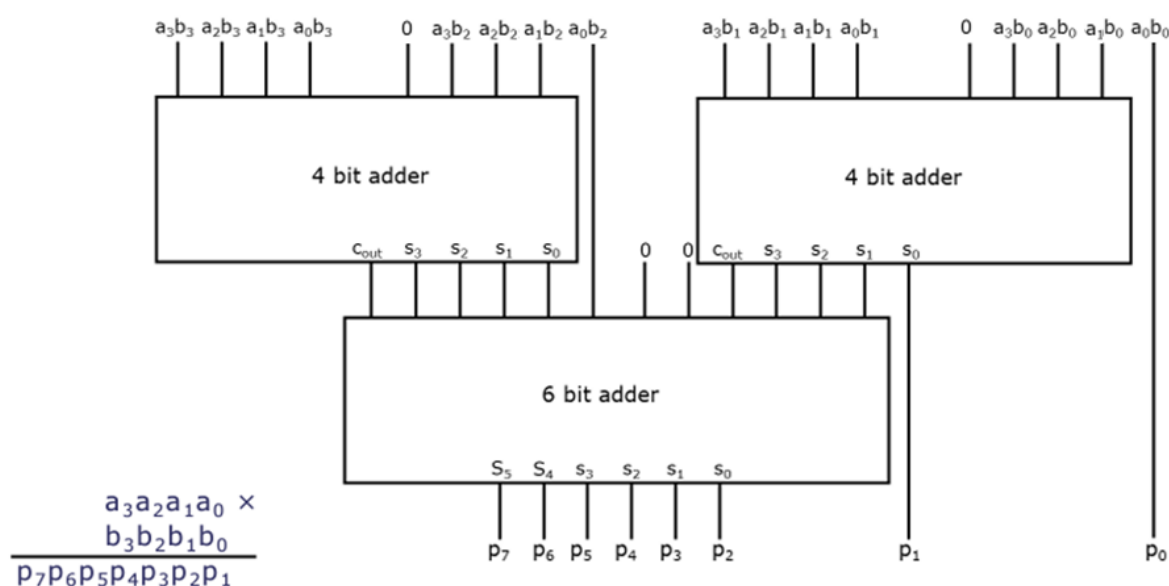 a₃b₃ a₂b₃ a₁b₃ a₀b₃ 0 a₃b₂ a₂b₂ a₁b₂ a₀b₂ a₃b₁ a₂b₁ a₁b₁ a₀b₁ 0 a₃b₀ a₂b₀ a₁b₀ a₀b₀
4 bit adder 4 bit adder
c_out s₃ s₂ s₁ s₀ 0 0 c_out s₃ s₂ s₁ s₀
6 bit adder
S₅ S₄ s₃ s₂ s₁ s₀
a₃a₂a₁a₀ ×
b₃b₂b₁b₀
p₇ p₆ p₅ p₄ p₃ p₂ p₁ p₀
p₇p₆p₅p₄p₃p₂p₁